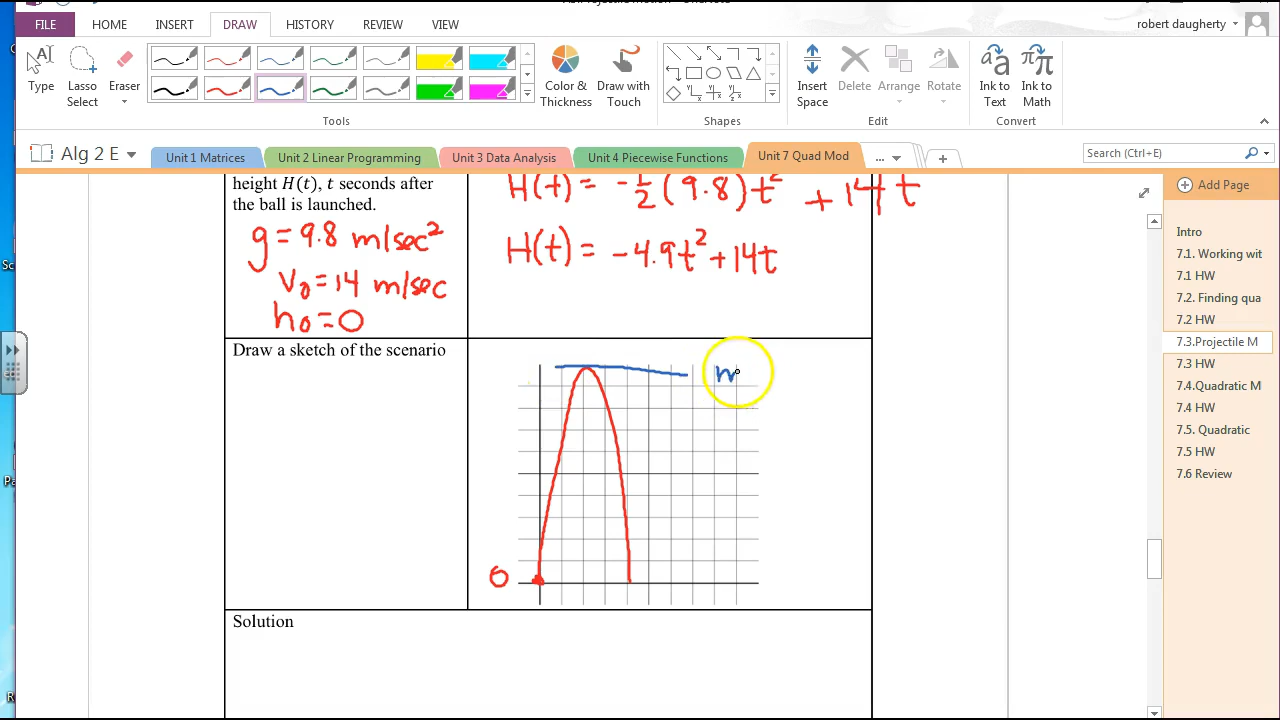 robert daugherty
FILE HOME INSERT DRAW HISTORY REVIEW VIEW
Type
Lasso Select
Eraser
Color & Thickness
Draw with Touch
Insert Space
Delete
Arrange
Rotate
Ink to Text
Ink to Math
Tools
Shapes
Edit
Convert
Alg 2 E
Unit 1 Matrices
Unit 2 Linear Programming
Unit 3 Data Analysis
Unit 4 Piecewise Functions
Unit 7 Quad Mod
...
Search (Ctrl+E)
Add Page
Intro
7.1. Working wit
7.1 HW
7.2. Finding qua
7.2 HW
7.3.Projectile M
7.3 HW
7.4.Quadratic M
7.4 HW
7.5. Quadratic
7.5 HW
7.6 Review
height H(t), t seconds after
the ball is launched.
g = 9.8 m/sec²
v₀ = 14 m/sec
h₀ = 0
H(t) = -½(9.8)t² + 14t
H(t) = -4.9t² + 14t
Draw a sketch of the scenario
0
Solution